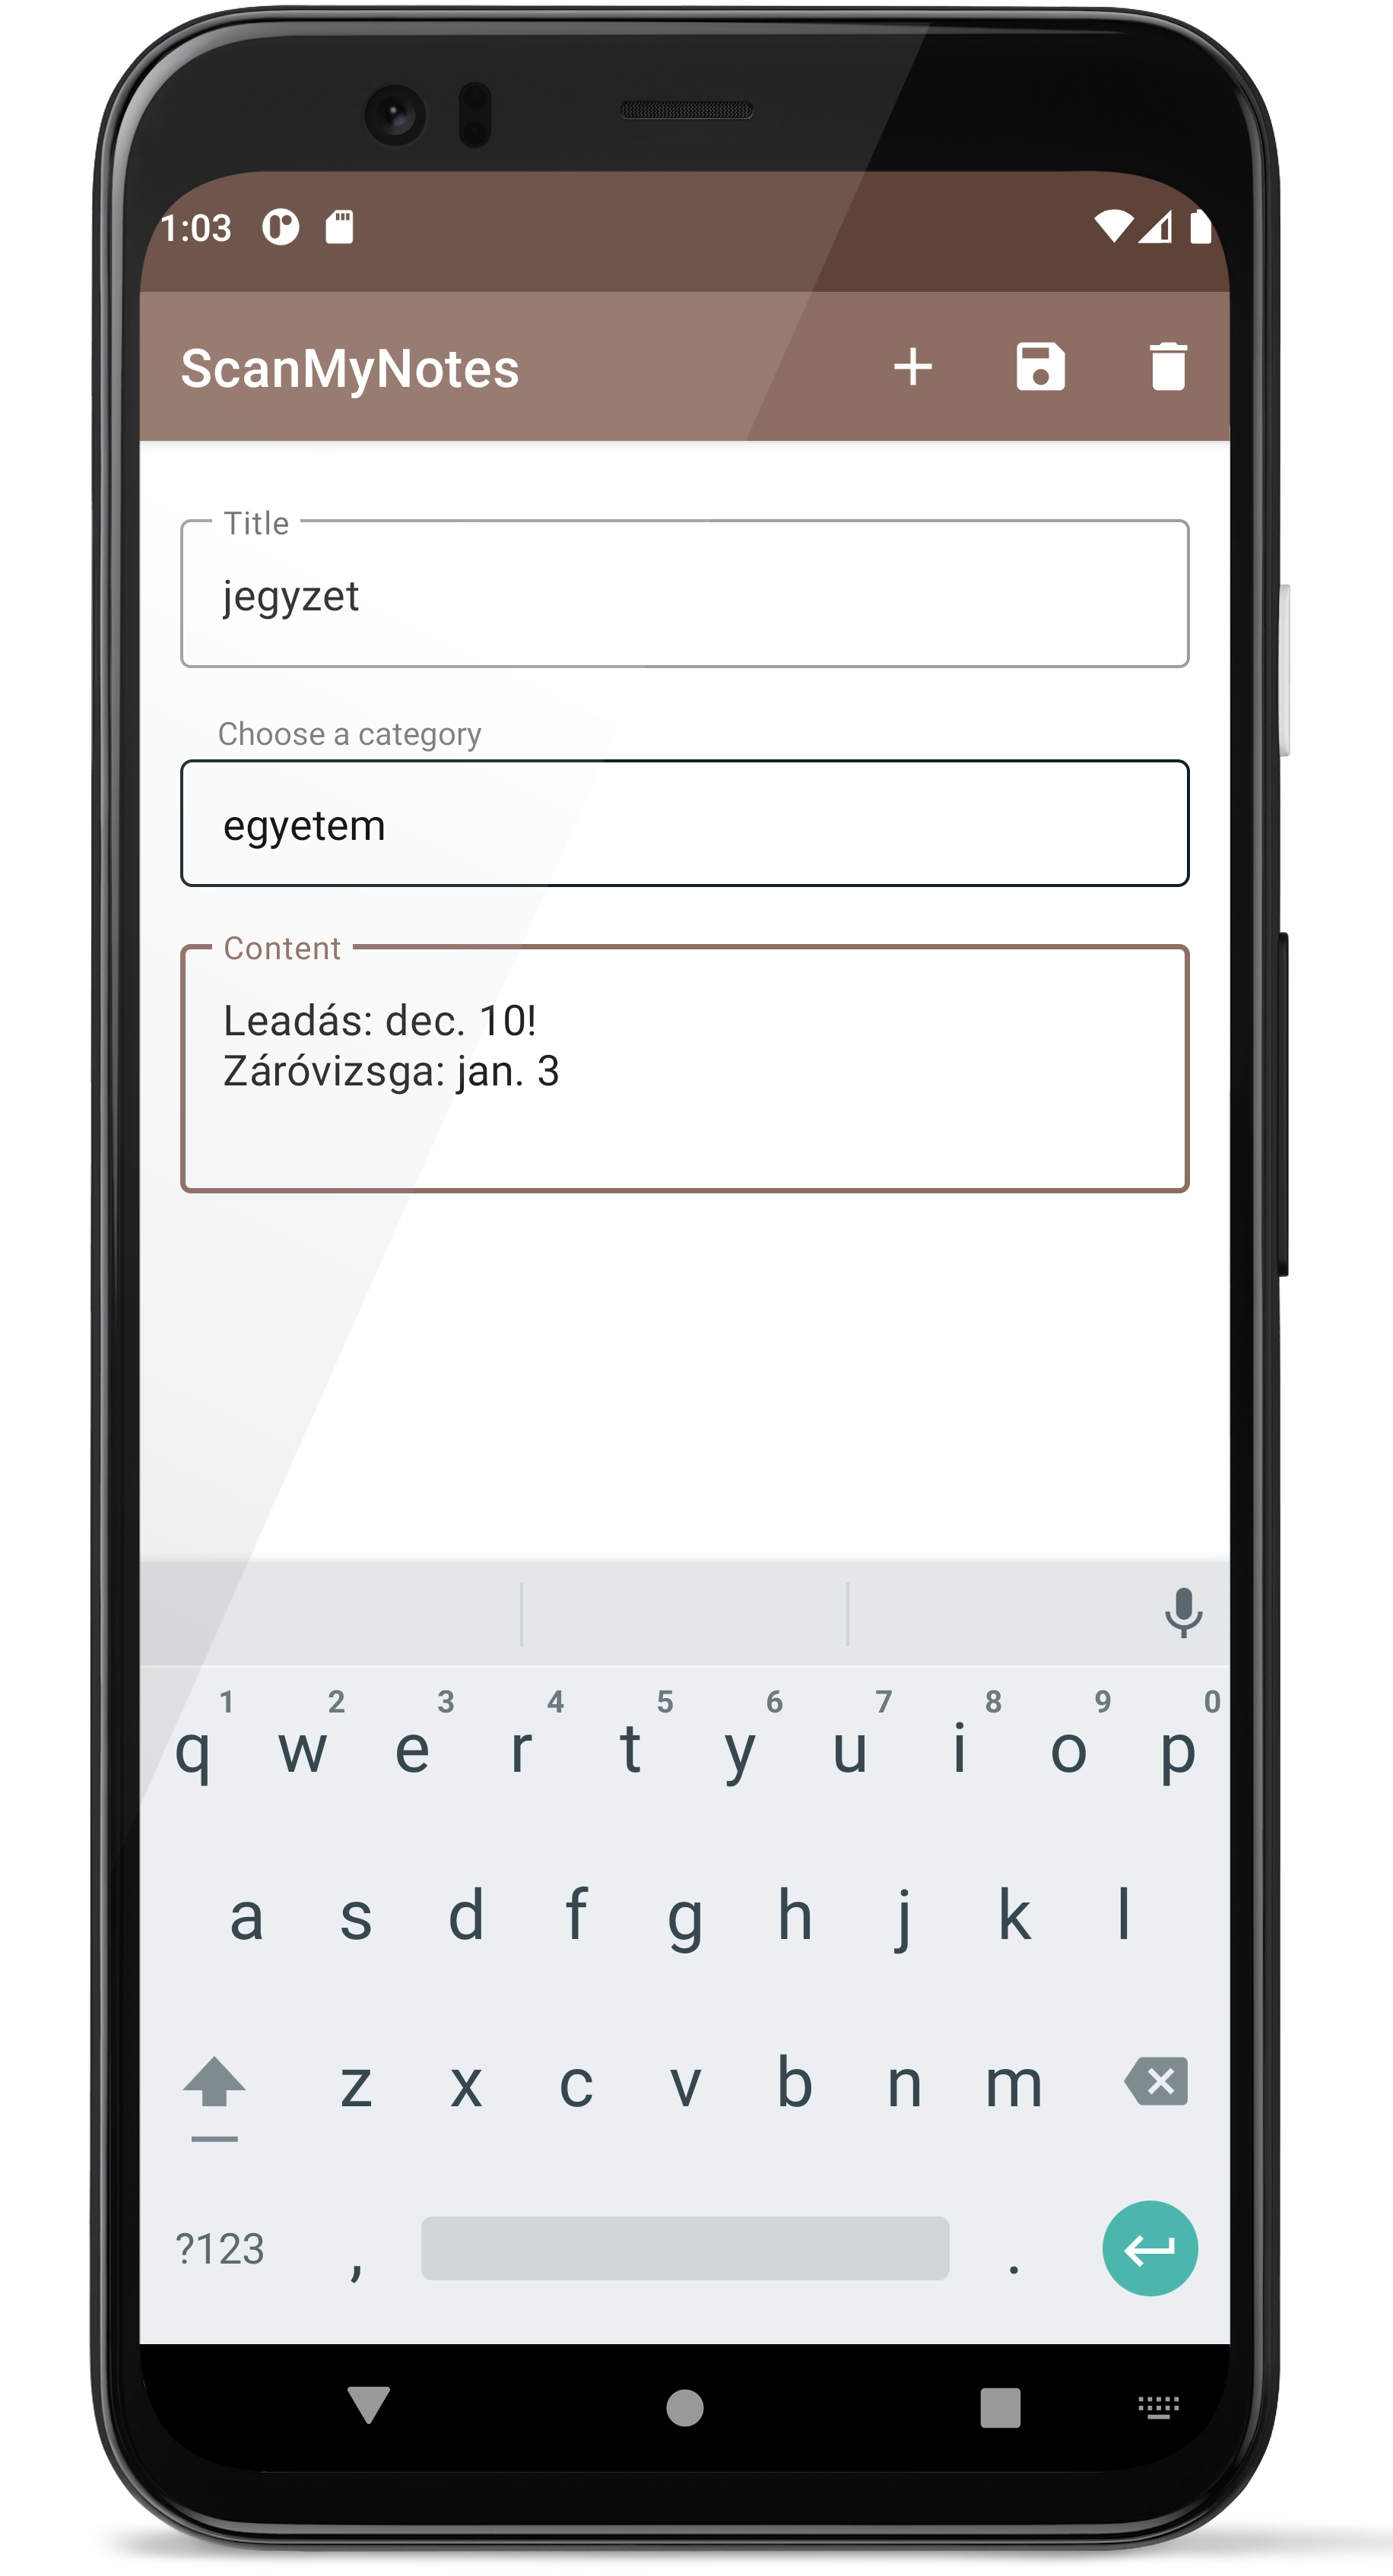 1:03
ScanMyNotes
Title
jegyzet
Choose a category
egyetem
Content
Leadás: dec. 10!
Záróvizsga: jan. 3
1 2 3 4 5 6 7 8 9 0
q w e r t y u i o p
a s d f g h j k l
z x c v b n m
?123 , .